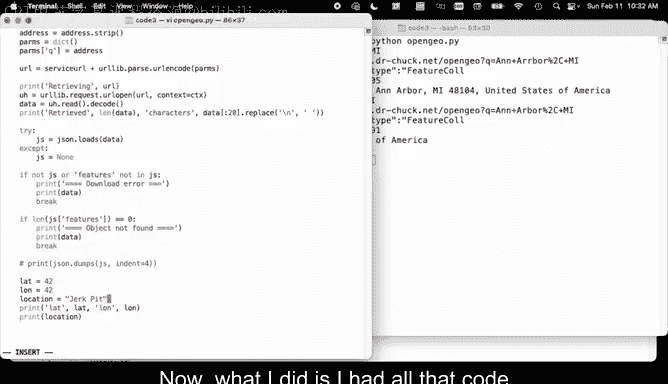 Terminal Shell Edit View Window Help
Sun Feb 11 10:32 AM
code3 — vi opengeo.py — 86×37
address = address.strip()
parms = dict()
parms['q'] = address
url = serviceurl + urllib.parse.urlencode(parms)
print('Retrieving', url)
uh = urllib.request.urlopen(url, context=ctx)
data = uh.read().decode()
print('Retrieved', len(data), 'characters', data[:20].replace('\n', ' '))
try:
js = json.loads(data)
except:
js = None
if not js or 'features' not in js:
print('==== Download error ===')
print(data)
break
if len(js['features']) == 0:
print('==== Object not found ====')
print(data)
break
# print(json.dumps(js, indent=4))
lat = 42
lon = 42
location = "Jerk Pit"
print('lat', lat, 'lon', lon)
print(location)
-- INSERT --
code3 — -bash —
python opengeo.py
MI
.dr-chuck.net/opengeo?q=Ann+Arbor%2C+MI
type":"FeatureColl
95
Ann Arbor, MI 48104, United States of America
MI
.dr-chuck.net/opengeo?q=Ann+Arrbor%2C+MI
type":"FeatureColl
91
of America
Now, what I did is I had all that code